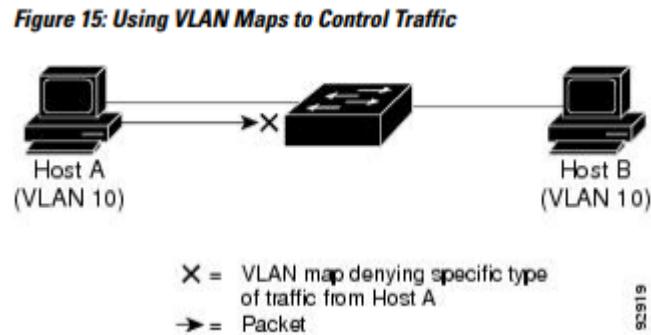 Figure 15: Using VLAN Maps to Control Traffic
Host A
(VLAN 10)
Host B
(VLAN 10)
X = VLAN map denying specific type
of traffic from Host A
→ = Packet
92919